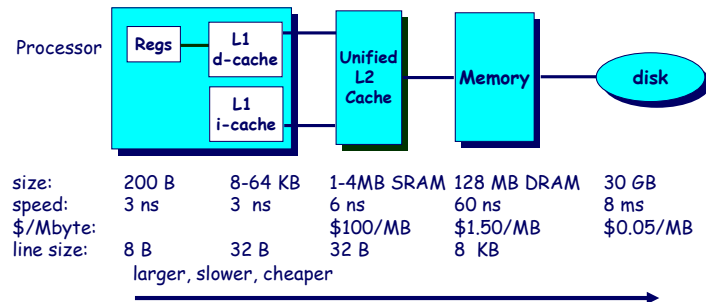 Processor
Regs
L1
d-cache
L1
i-cache
Unified
L2
Cache
Memory
disk
size: 200 B 8-64 KB 1-4MB SRAM 128 MB DRAM 30 GB
speed: 3 ns 3 ns 6 ns 60 ns 8 ms
$/Mbyte: $100/MB $1.50/MB $0.05/MB
line size: 8 B 32 B 32 B 8 KB
larger, slower, cheaper